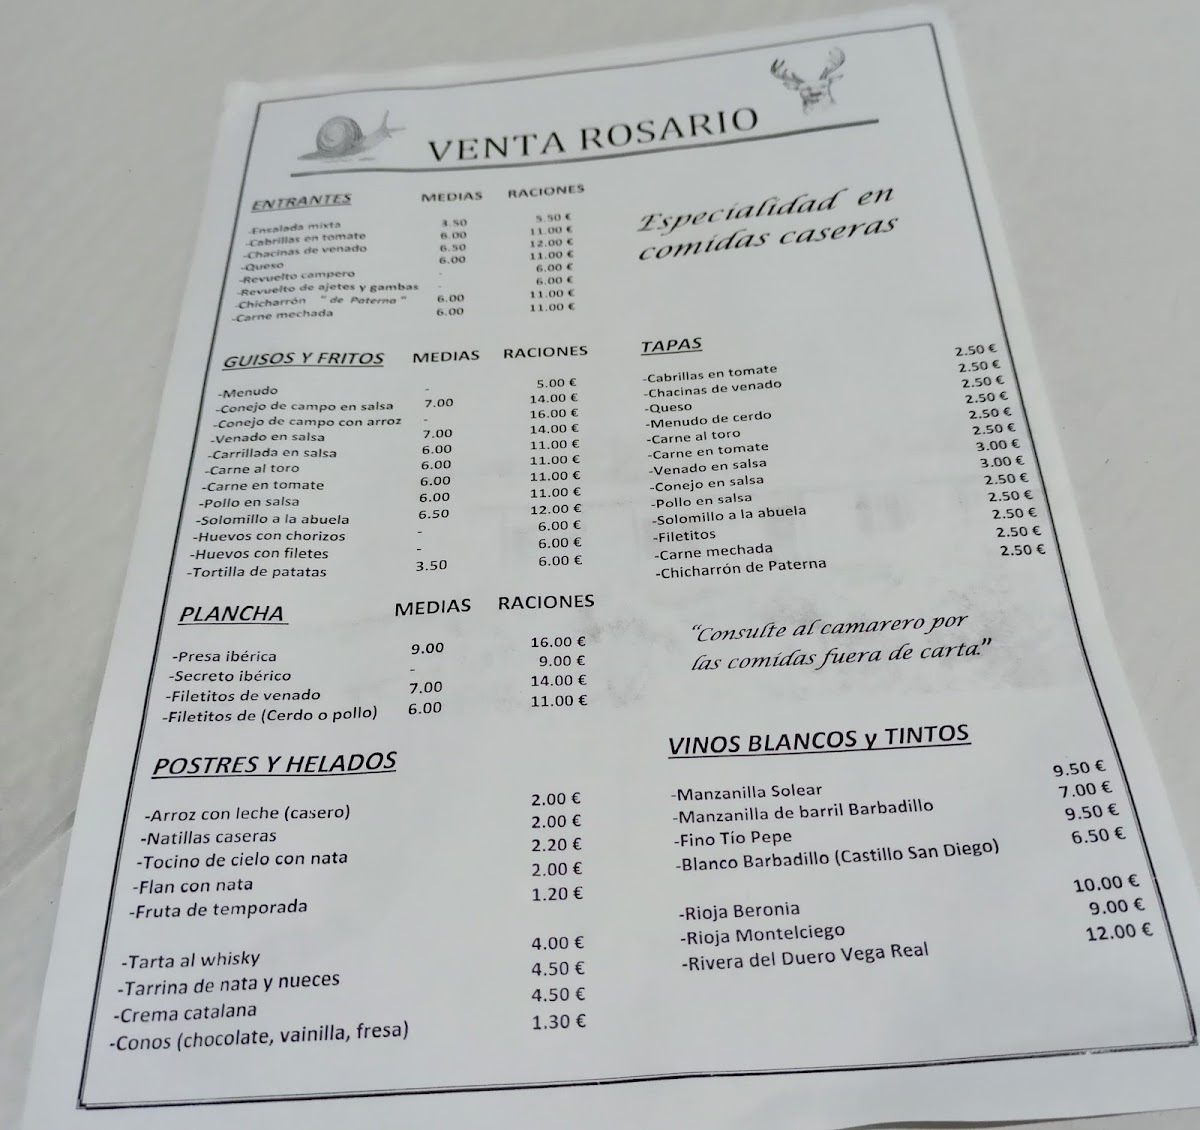 VENTA ROSARIO
Especialidad en
comidas caseras
ENTRANTES MEDIAS RACIONES
-Ensalada mixta 3.50 5.50 €
-Cabrillas en tomate 6.00 11.00 €
-Chacinas de venado 6.50 12.00 €
-Queso 6.00 11.00 €
-Revuelto campero - 6.00 €
-Revuelto de ajetes y gambas - 6.00 €
-Chicharrón " de Paterna " 6.00 11.00 €
-Carne mechada 6.00 11.00 €
GUISOS Y FRITOS MEDIAS RACIONES
-Menudo - 5.00 €
-Conejo de campo en salsa 7.00 14.00 €
-Conejo de campo con arroz - 16.00 €
-Venado en salsa 7.00 14.00 €
-Carrillada en salsa 6.00 11.00 €
-Carne al toro 6.00 11.00 €
-Carne en tomate 6.00 11.00 €
-Pollo en salsa 6.00 11.00 €
-Solomillo a la abuela 6.50 12.00 €
-Huevos con chorizos - 6.00 €
-Huevos con filetes - 6.00 €
-Tortilla de patatas 3.50 6.00 €
PLANCHA MEDIAS RACIONES
-Presa ibérica 9.00 16.00 €
-Secreto ibérico - 9.00 €
-Filetitos de venado 7.00 14.00 €
-Filetitos de (Cerdo o pollo) 6.00 11.00 €
POSTRES Y HELADOS
-Arroz con leche (casero) 2.00 €
-Natillas caseras 2.00 €
-Tocino de cielo con nata 2.20 €
-Flan con nata 2.00 €
-Fruta de temporada 1.20 €
-Tarta al whisky 4.00 €
-Tarrina de nata y nueces 4.50 €
-Crema catalana 4.50 €
-Conos (chocolate, vainilla, fresa) 1.30 €
TAPAS
-Cabrillas en tomate 2.50 €
-Chacinas de venado 2.50 €
-Queso 2.50 €
-Menudo de cerdo 2.50 €
-Carne al toro 2.50 €
-Carne en tomate 2.50 €
-Venado en salsa 3.00 €
-Conejo en salsa 3.00 €
-Pollo en salsa 2.50 €
-Solomillo a la abuela 2.50 €
-Filetitos 2.50 €
-Carne mechada 2.50 €
-Chicharrón de Paterna 2.50 €
"Consulte al camarero por
las comidas fuera de carta."
VINOS BLANCOS y TINTOS
-Manzanilla Solear 9.50 €
-Manzanilla de barril Barbadillo 7.00 €
-Fino Tío Pepe 9.50 €
-Blanco Barbadillo (Castillo San Diego) 6.50 €
-Rioja Beronia 10.00 €
-Rioja Montelciego 9.00 €
-Rivera del Duero Vega Real 12.00 €